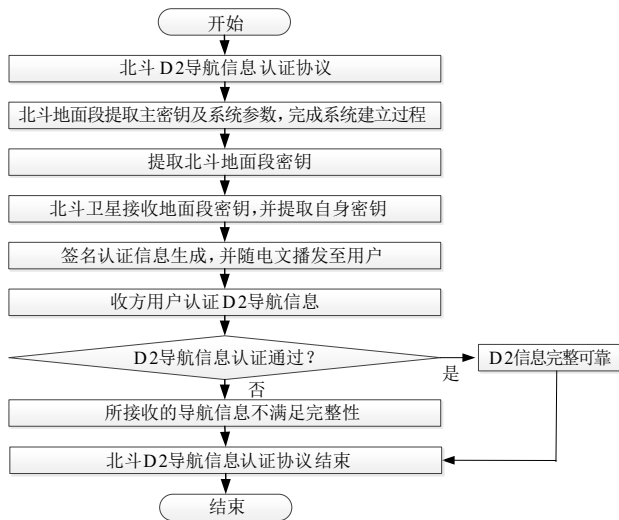 开始
北斗D2导航信息认证协议
北斗地面段提取主密钥及系统参数,完成系统建立过程
提取北斗地面段密钥
北斗卫星接收地面段密钥,并提取自身密钥
签名认证信息生成,并随电文播发至用户
收方用户认证D2导航信息
D2导航信息认证通过?
D2信息完整可靠
是
否
所接收的导航信息不满足完整性
北斗D2导航信息认证协议结束
结束